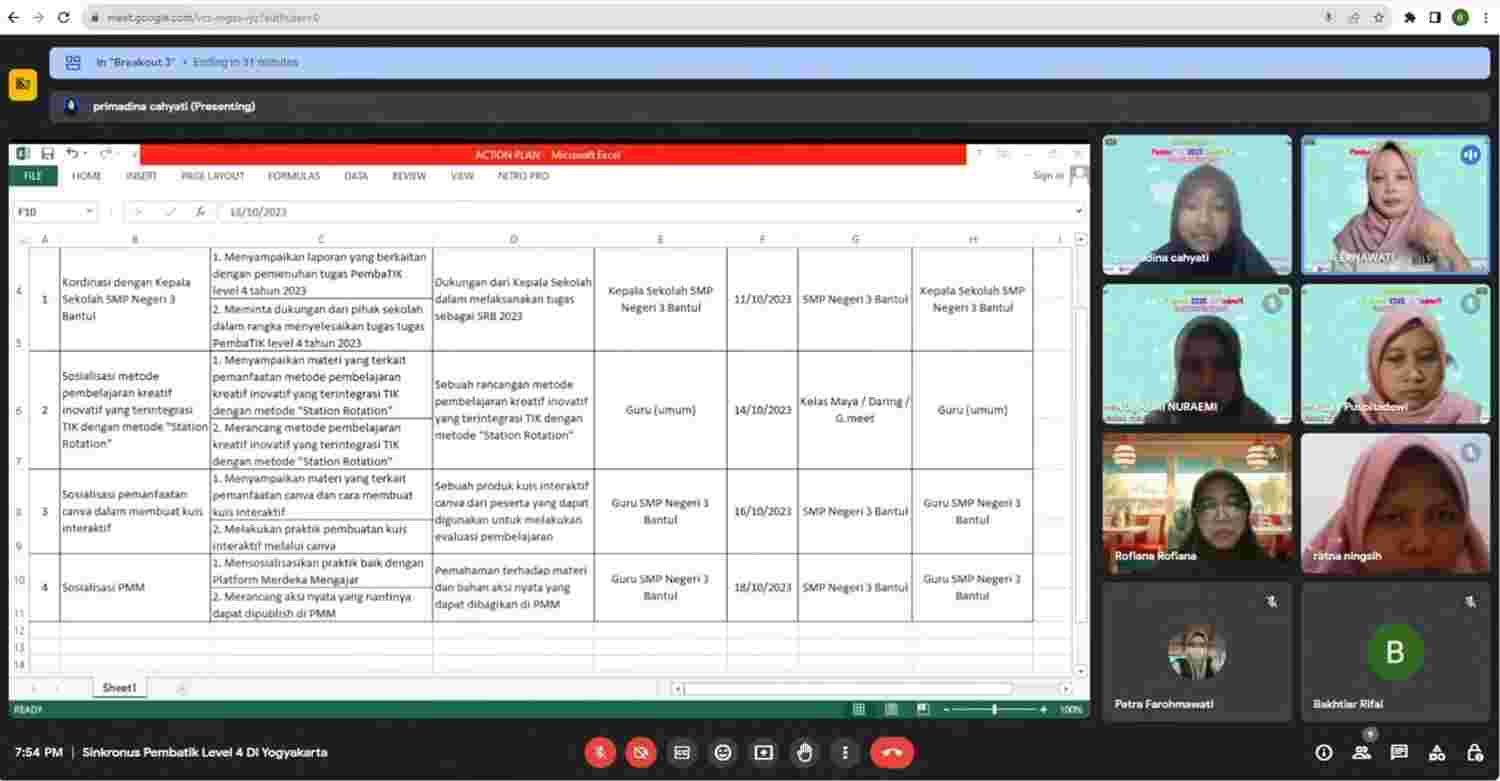 In "Breakout 3" • Ending in 31 minutes
primadina cahyati (Presenting)
ACTION PLAN - Microsoft Excel
FILE HOME INSERT PAGE LAYOUT FORMULAS DATA REVIEW VIEW NITRO PRO Sign in
F10 fx 18/10/2023
A B C D E F G H I
4
5
1
Kordinasi dengan Kepala
Sekolah SMP Negeri 3
Bantul
1. Menyampaikan laporan yang berkaitan
dengan pemenuhan tugas PembaTIK
level 4 tahun 2023
2. Meminta dukungan dari pihak sekolah
dalam rangka menyelesaikan tugas tugas
PembaTIK level 4 tahun 2023
Dukungan dari Kepala Sekolah
dalam melaksanakan tugas
sebagai SRB 2023
Kepala Sekolah SMP
Negeri 3 Bantul
11/10/2023
SMP Negeri 3 Bantul
Kepala Sekolah SMP
Negeri 3 Bantul
6
7
2
Sosialisasi metode
pembelajaran kreatif
inovatif yang terintegrasi
TIK dengan metode "Station
Rotation"
1. Menyampaikan materi yang terkait
pemanfaatan metode pembelajaran
kreatif inovatif yang terintegrasi TIK
dengan metode "Station Rotation"
2. Merancang metode pembelajaran
kreatif inovatif yang terintegrasi TIK
dengan metode "Station Rotation"
Sebuah rancangan metode
pembelajaran kreatif inovatif
yang terintegrasi TIK dengan
metode "Station Rotation"
Guru (umum)
14/10/2023
Kelas Maya / Daring /
G.meet
Guru (umum)
8
9
3
Sosialisasi pemanfaatan
canva dalam membuat kuis
interaktif
1. Menyampaikan materi yang terkait
pemanfaatan canva dan cara membuat
kuis interaktif
2. Melakukan praktik pembuatan kuis
interaktif melalui canva
Sebuah produk kuis interaktif
canva dari peserta yang dapat
digunakan untuk melakukan
evaluasi pembelajaran
Guru SMP Negeri 3
Bantul
16/10/2023
SMP Negeri 3 Bantul
Guru SMP Negeri 3
Bantul
10
11
4
Sosialisasi PMM
1. Mensosialisasikan praktik baik dengan
Platform Merdeka Mengajar
2. Merancang aksi nyata yang nantinya
dapat dipublish di PMM
Pemahaman terhadap materi
dan bahan aksi nyata yang
dapat dibagikan di PMM
Guru SMP Negeri 3
Bantul
18/10/2023
SMP Negeri 3 Bantul
Guru SMP Negeri 3
Bantul
12
13
14
Sheet1
READY
100%
cahyati
NURAEMI
Puspitadewi
Rofiana Rofiana
ratna ningsih
Petra Farohmawati
B
Bakhtiar Rifai
7:54 PM | Sinkronus Pembatik Level 4 DI Yogyakarta
9